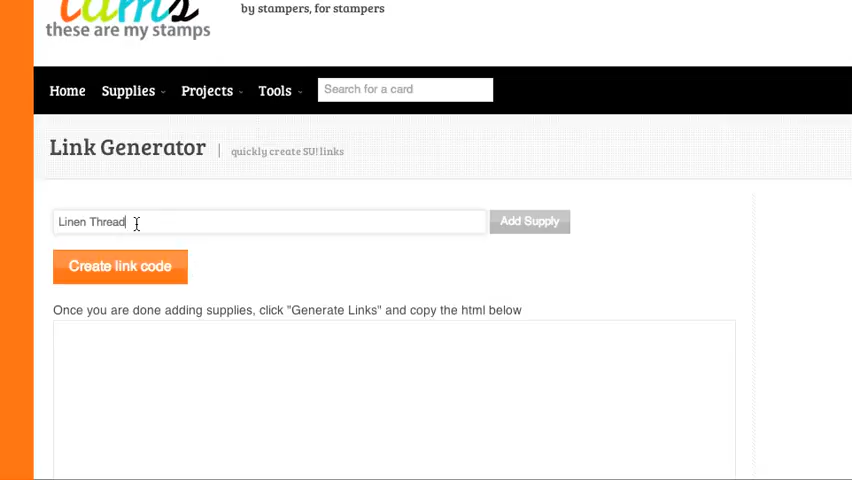 tams
these are my stamps
by stampers, for stampers
Home Supplies Projects Tools Search for a card
Link Generator | quickly create SU! links
Linen Thread Add Supply
Create link code
Once you are done adding supplies, click "Generate Links" and copy the html below